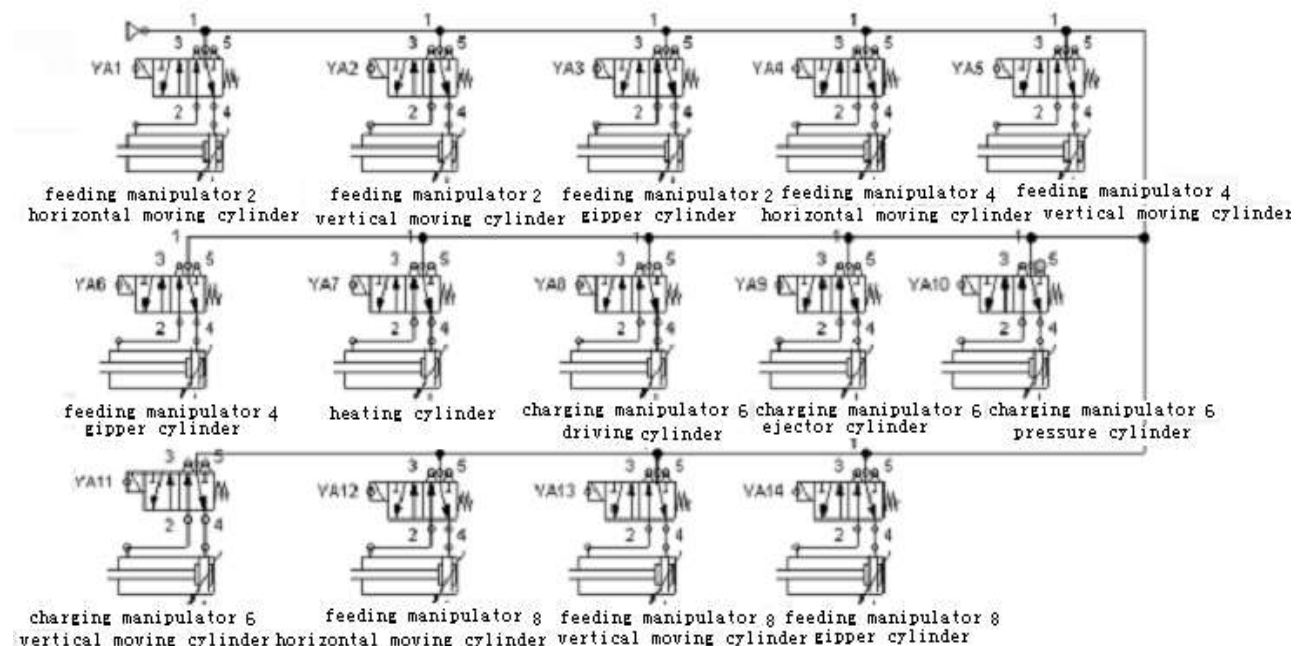 1 1 1 1 1
3 5 3 5 3 5 3 5 3 5
YA1 YA2 YA3 YA4 YA5
2 4 2 4 2 4 2 4 2 4
feeding manipulator 2 feeding manipulator 2 feeding manipulator 2 feeding manipulator 4 feeding manipulator 4
horizontal moving cylinder vertical moving cylinder gipper cylinder horizontal moving cylinder vertical moving cylinder
1 1 1 1 1
3 5 3 5 3 5 3 5 3 5
YA6 YA7 YA8 YA9 YA10
2 4 2 4 2 4 2 4 2 4
feeding manipulator 4 heating cylinder charging manipulator 6 charging manipulator 6 charging manipulator 6
gipper cylinder driving cylinder ejector cylinder pressure cylinder
1 1 1 1
3 5 3 5 3 5 3 5
YA11 YA12 YA13 YA14
2 4 2 4 2 4 2 4
charging manipulator 6 feeding manipulator 8 feeding manipulator 8 feeding manipulator 8
vertical moving cylinder horizontal moving cylinder vertical moving cylinder gipper cylinder